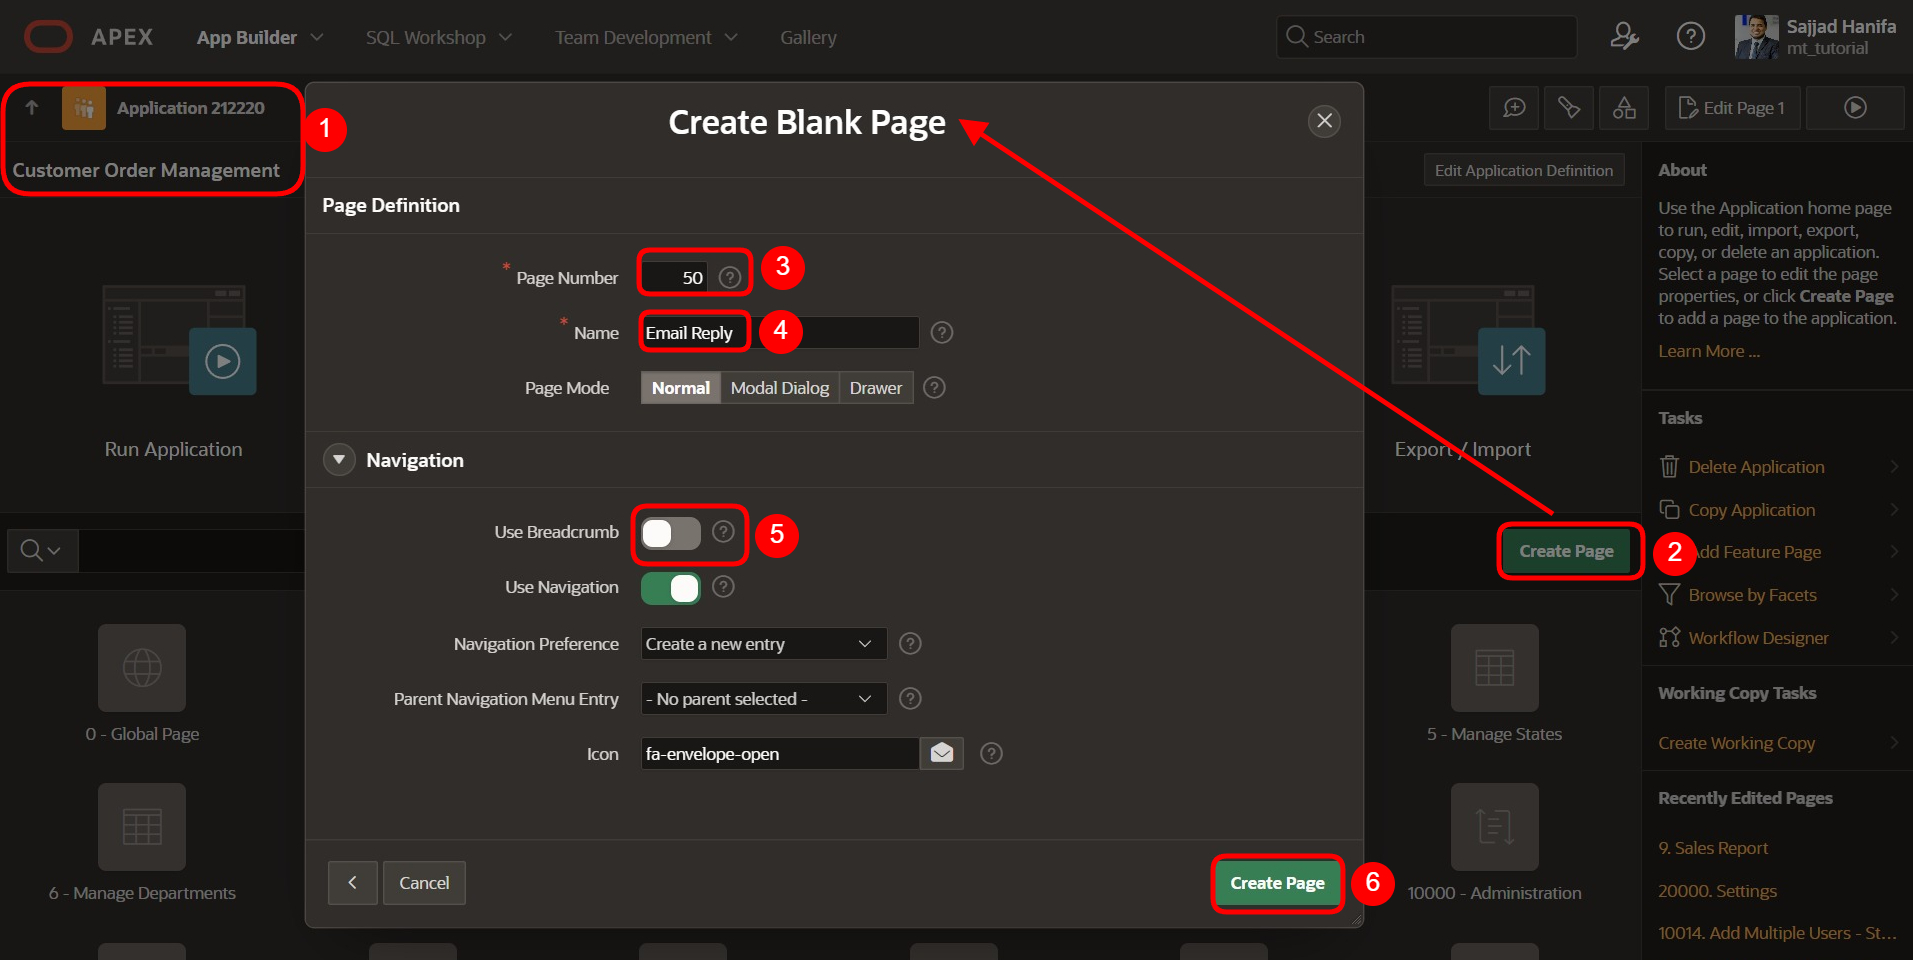 APEX
App Builder
SQL Workshop
Team Development
Gallery
Search
Sajjad Hanifa
mt_tutorial
Application 212220
Customer Order Management
1
Edit Page 1
Edit Application Definition
Create Blank Page
Page Definition
* Page Number
50
3
* Name
Email Reply
4
Page Mode
Normal
Modal Dialog
Drawer
Navigation
Use Breadcrumb
5
Use Navigation
Navigation Preference
Create a new entry
Parent Navigation Menu Entry
- No parent selected -
Icon
fa-envelope-open
Cancel
Create Page
6
Run Application
Export / Import
Create Page
2
0 - Global Page
5 - Manage States
6 - Manage Departments
10000 - Administration
About
Use the Application home page
to run, edit, import, export,
copy, or delete an application.
Select a page to edit the page
properties, or click Create Page
to add a page to the application.
Learn More ...
Tasks
Delete Application
Copy Application
dd Feature Page
Browse by Facets
Workflow Designer
Working Copy Tasks
Create Working Copy
Recently Edited Pages
9. Sales Report
20000. Settings
10014. Add Multiple Users - St...